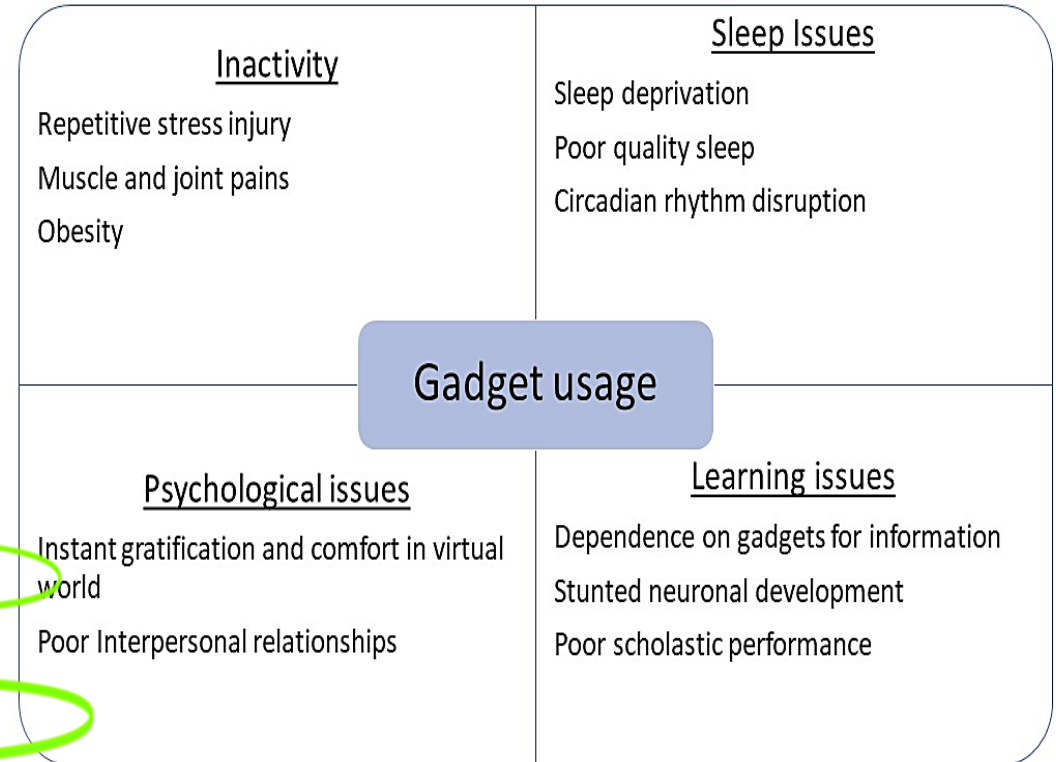 Inactivity
Repetitive stress injury
Muscle and joint pains
Obesity
Sleep Issues
Sleep deprivation
Poor quality sleep
Circadian rhythm disruption
Gadget usage
Psychological issues
Instant gratification and comfort in virtual
world
Poor Interpersonal relationships
Learning issues
Dependence on gadgets for information
Stunted neuronal development
Poor scholastic performance